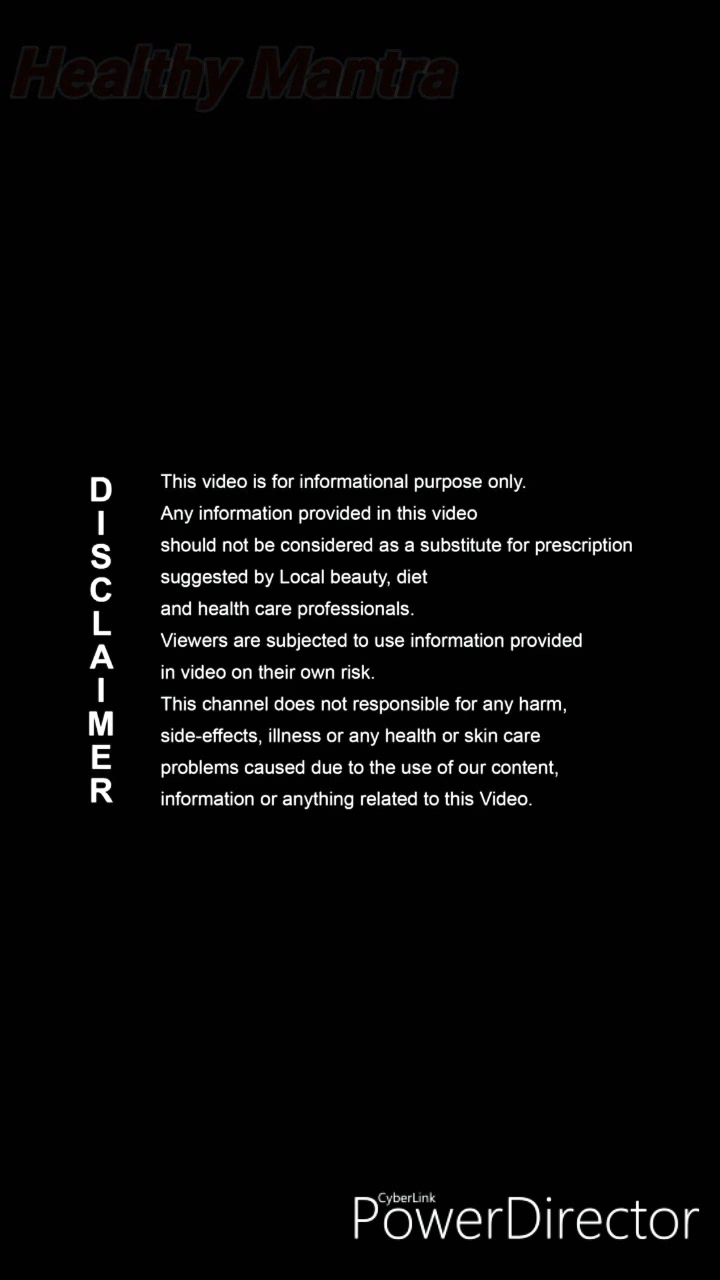 Healthy Mantra
DISCLAIMER
This video is for informational purpose only.
Any information provided in this video
should not be considered as a substitute for prescription
suggested by Local beauty, diet
and health care professionals.
Viewers are subjected to use information provided
in video on their own risk.
This channel does not responsible for any harm,
side-effects, illness or any health or skin care
problems caused due to the use of our content,
information or anything related to this Video.
CyberLink
PowerDirector